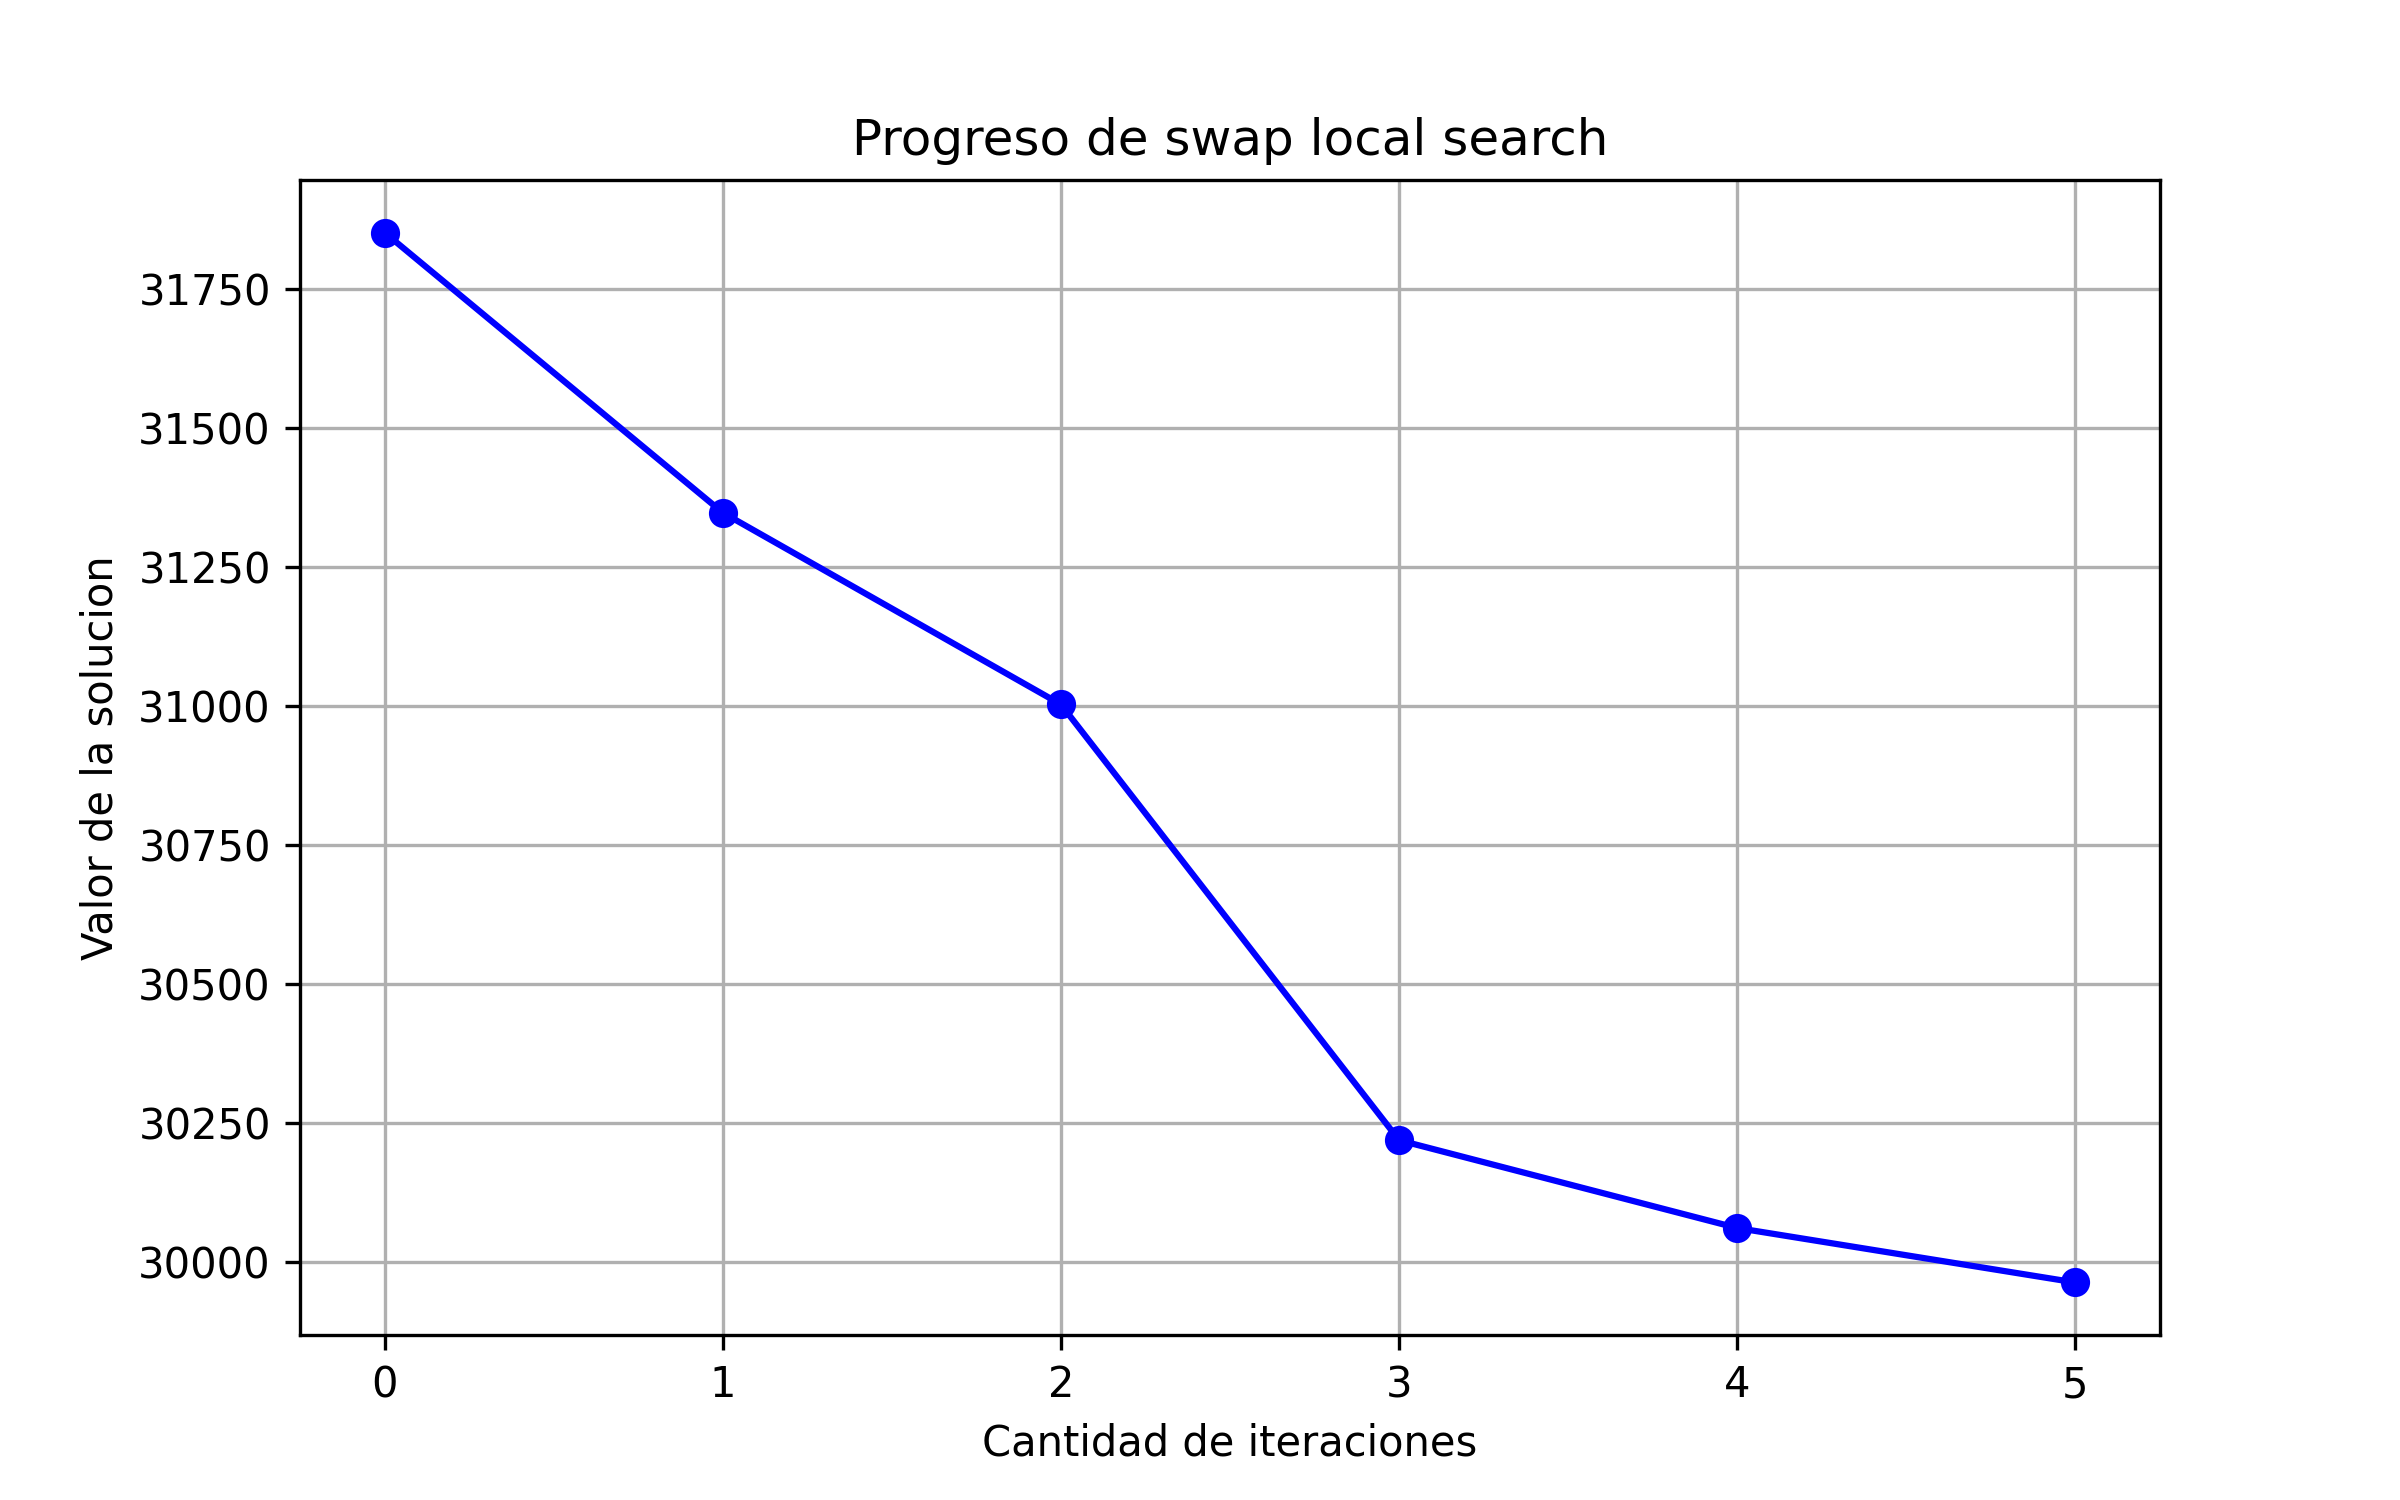 Progreso de swap local search
Valor de la solucion
31750
31500
31250
31000
30750
30500
30250
30000
0 1 2 3 4 5
Cantidad de iteraciones